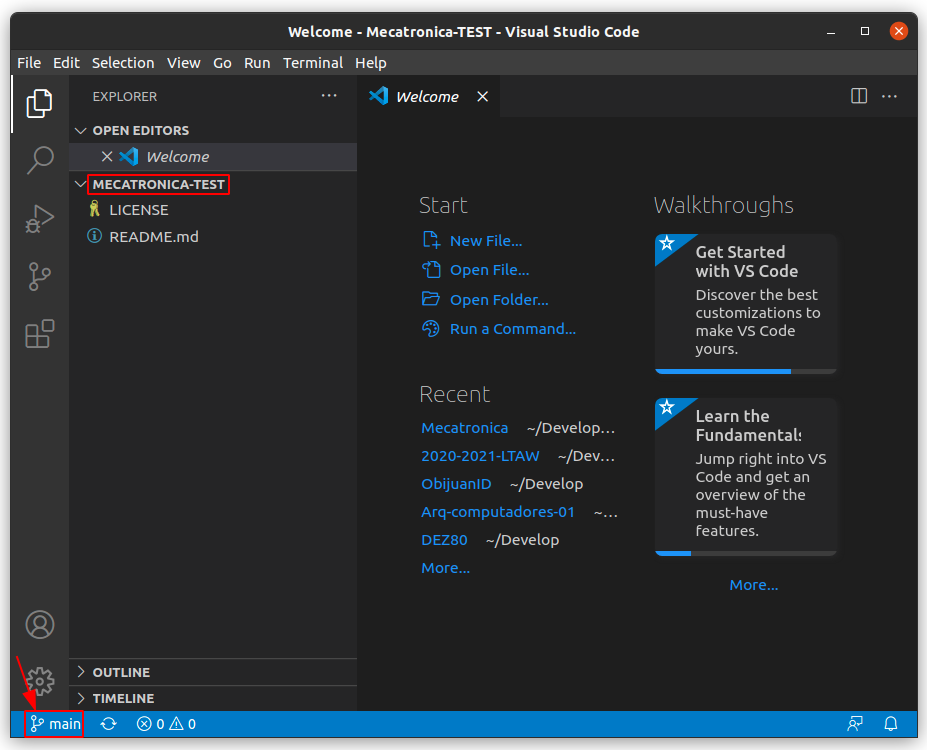 Welcome - Mecatronica-TEST - Visual Studio Code
File Edit Selection View Go Run Terminal Help
EXPLORER
Welcome
OPEN EDITORS
Welcome
MECATRONICA-TEST
LICENSE
README.md
OUTLINE
TIMELINE
Start
New File...
Open File...
Open Folder...
Run a Command...
Recent
Mecatronica ~/Develop...
2020-2021-LTAW ~/Dev...
ObijuanID ~/Develop
Arq-computadores-01 ~...
DEZ80 ~/Develop
More...
Walkthroughs
Get Started
with VS Code
Discover the best
customizations to
make VS Code
yours.
Learn the
Fundamentals
Jump right into VS
Code and get an
overview of the
must-have
features.
More...
main 0 0